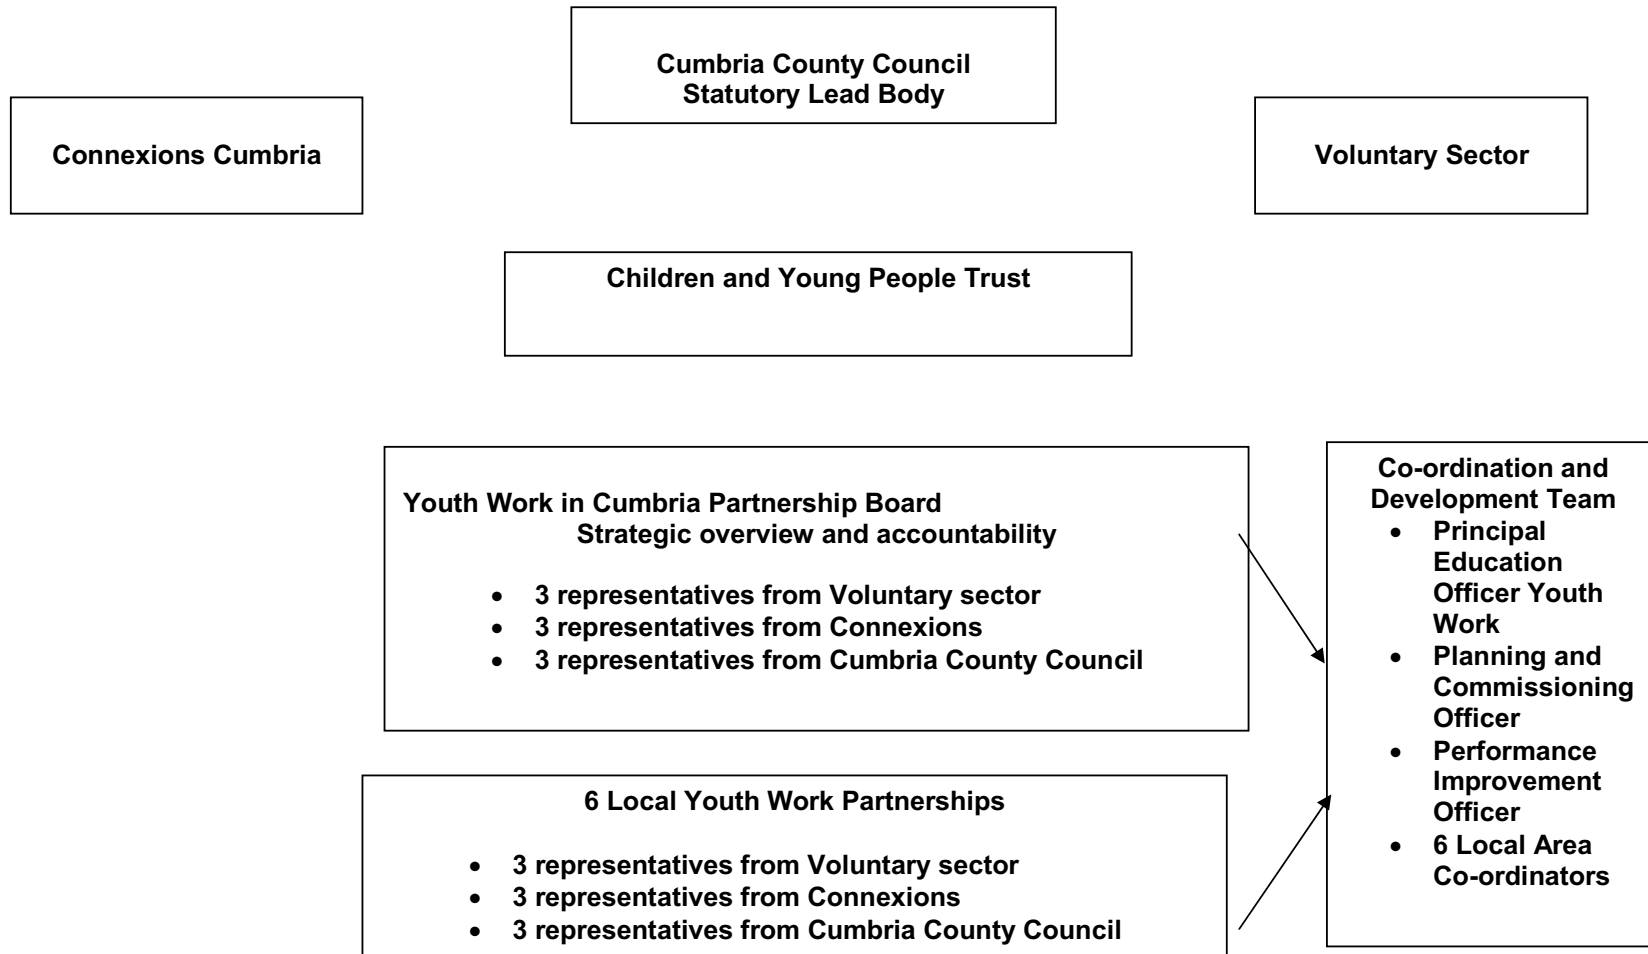 Cumbria County Council
Statutory Lead Body
Connexions Cumbria
Voluntary Sector
Children and Young People Trust
Youth Work in Cumbria Partnership Board
Strategic overview and accountability
• 3 representatives from Voluntary sector
• 3 representatives from Connexions
• 3 representatives from Cumbria County Council
Co-ordination and
Development Team
• Principal
Education
Officer Youth
Work
• Planning and
Commissioning
Officer
• Performance
Improvement
Officer
• 6 Local Area
Co-ordinators
6 Local Youth Work Partnerships
• 3 representatives from Voluntary sector
• 3 representatives from Connexions
• 3 representatives from Cumbria County Council